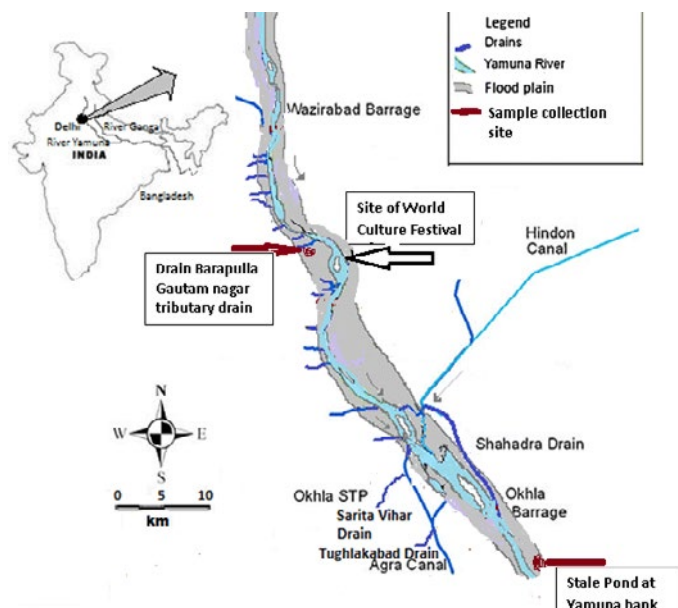 Legend
Drains
Yamuna River
Flood plain
Sample collection
site
Wazirabad Barrage
Delhi
River Ganga
River Yamuna
INDIA
Bangladesh
Site of World
Culture Festival
Hindon
Canal
Drain Barapulla
Gautam nagar
tributary drain
N
W
E
S
0 5 10
km
Shahadra Drain
Okhla STP
Okhla
Barrage
Sarita Vihar
Drain
Tughlakabad Drain
Agra Canal
Stale Pond at
Yamuna bank